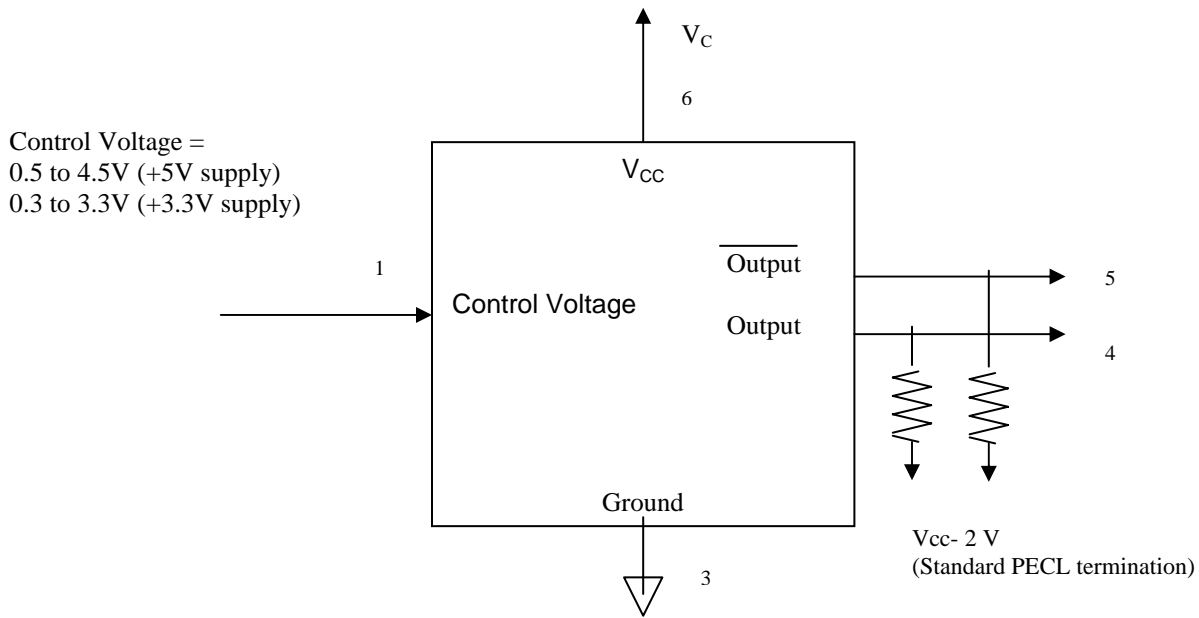 V_C
6
Control Voltage =
0.5 to 4.5V (+5V supply)
0.3 to 3.3V (+3.3V supply)
V_CC
1
Output
5
Control Voltage
Output
4
Ground
Vcc- 2 V
(Standard PECL termination)
3